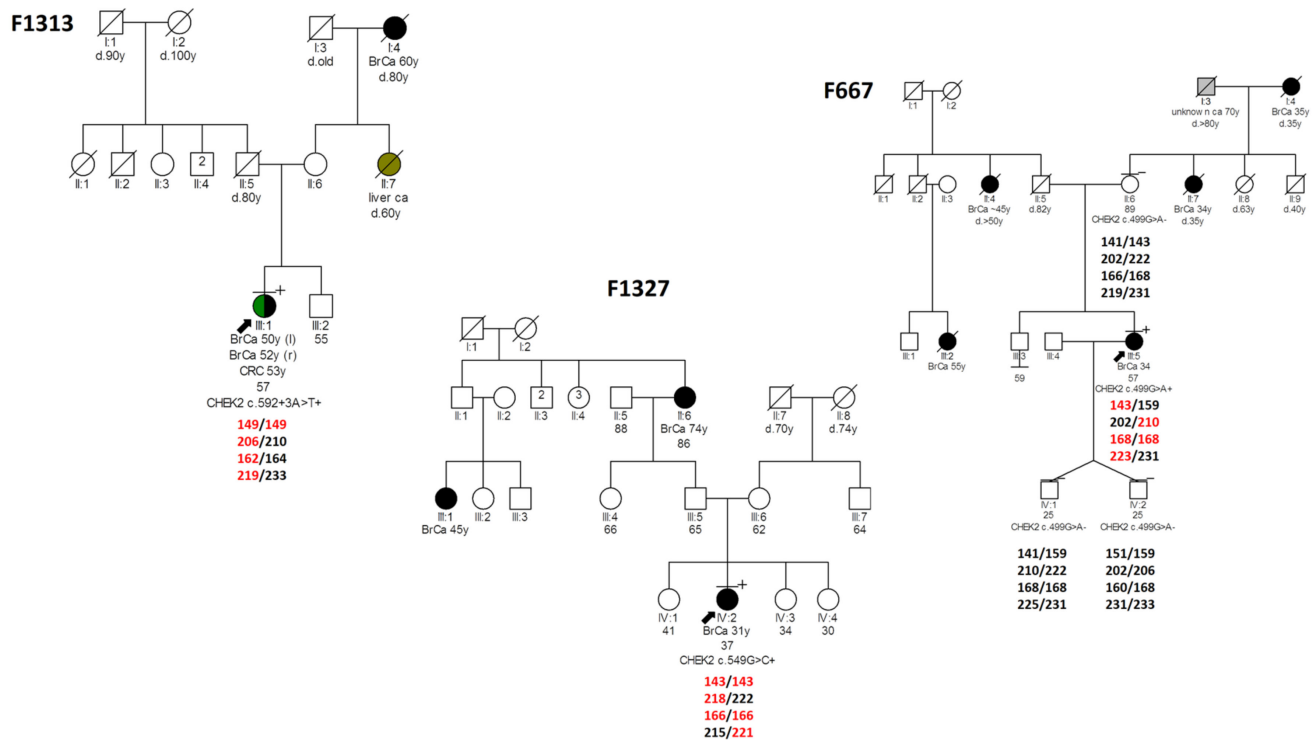 F1313
I:1
d.90y
I:2
d.100y
I:3
d.old
I:4
BrCa 60y
d.80y
II:1
II:2
II:3
2
II:4
II:5
d.80y
II:6
II:7
liver ca
d.60y
+
III:1
BrCa 50y (l)
BrCa 52y (r)
CRC 53y
57
CHEK2 c.592+3A>T+
149/149
206/210
162/164
219/233
III:2
55
F1327
I:1
I:2
II:1
II:2
2
II:3
3
II:4
II:5
88
II:6
BrCa 74y
86
II:7
d.70y
II:8
d.74y
III:1
BrCa 45y
III:2
III:3
III:4
66
III:5
65
III:6
62
III:7
64
IV:1
41
+
IV:2
BrCa 31y
37
CHEK2 c.549G>C+
143/143
218/222
166/166
215/221
IV:3
34
IV:4
30
F667
I:1
I:2
I:3
unknown ca 70y
d.>80y
I:4
BrCa 35y
d.35y
II:1
II:2
II:3
II:4
BrCa ~45y
d.>50y
II:5
d.82y
II:6
89
CHEK2 c.499G>A-
141/143
202/222
166/168
219/231
II:7
BrCa 34y
d.35y
II:8
d.63y
II:9
d.40y
III:1
III:2
BrCa 55y
III:3
59
III:4
+
III:5
BrCa 34
57
CHEK2 c.499G>A+
143/159
202/210
168/168
223/231
IV:1
25
CHEK2 c.499G>A-
141/159
210/222
168/168
225/231
IV:2
25
CHEK2 c.499G>A-
151/159
202/206
160/168
231/233